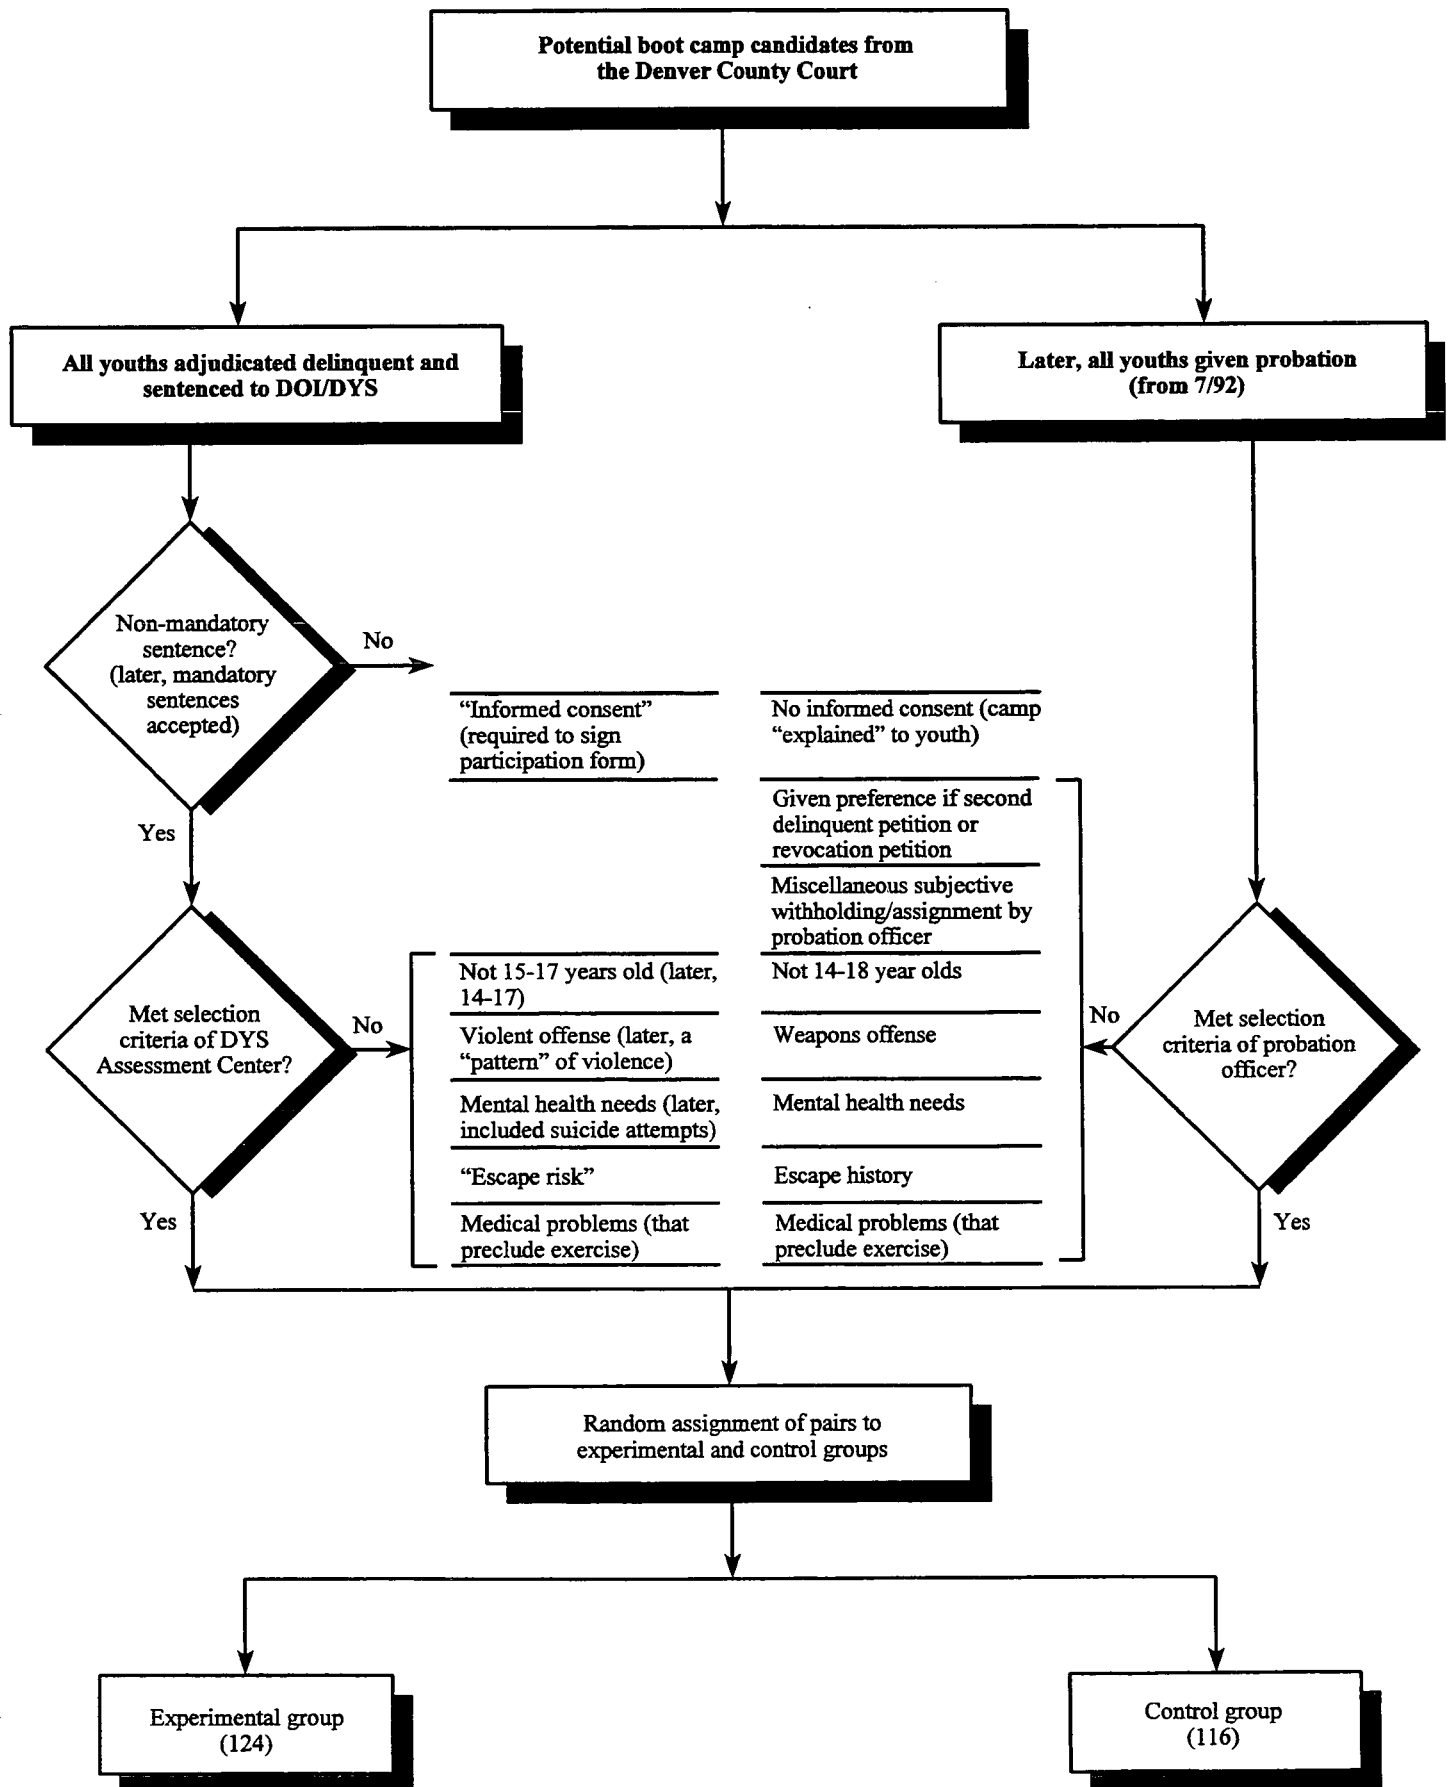 Potential boot camp candidates from
the Denver County Court
All youths adjudicated delinquent and
sentenced to DOI/DYS
Later, all youths given probation
(from 7/92)
Non-mandatory
sentence?
(later, mandatory
sentences
accepted)
No
Yes
“Informed consent”
(required to sign
participation form)
No informed consent (camp
“explained” to youth)
Given preference if second
delinquent petition or
revocation petition
Miscellaneous subjective
withholding/assignment by
probation officer
Met selection
criteria of DYS
Assessment Center?
No
Yes
Not 15-17 years old (later,
14-17)
Not 14-18 year olds
Violent offense (later, a
“pattern” of violence)
Weapons offense
Mental health needs (later,
included suicide attempts)
Mental health needs
“Escape risk”
Escape history
Medical problems (that
preclude exercise)
Medical problems (that
preclude exercise)
No
Met selection
criteria of probation
officer?
Yes
Random assignment of pairs to
experimental and control groups
Experimental group
(124)
Control group
(116)